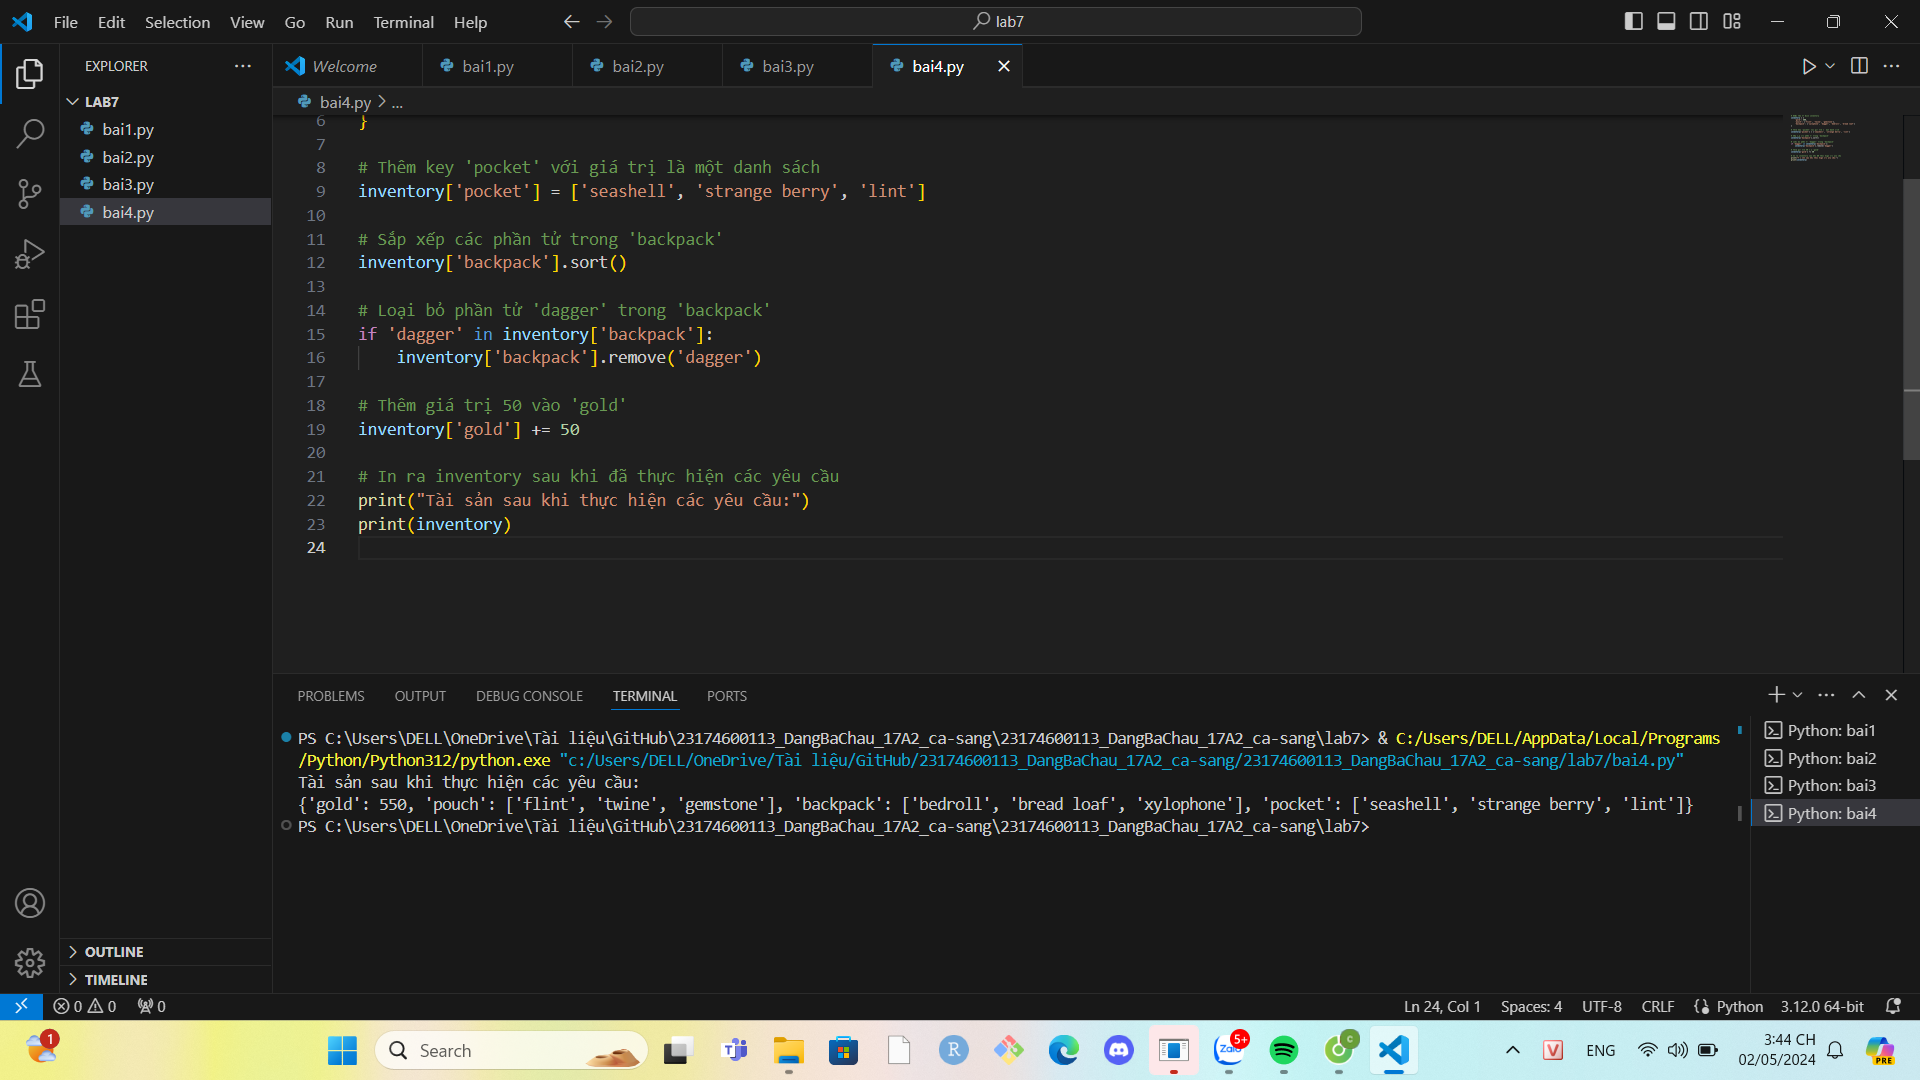 File Edit Selection View Go Run Terminal Help
lab7
EXPLORER
LAB7
bai1.py
bai2.py
bai3.py
bai4.py
Welcome
bai1.py
bai2.py
bai3.py
bai4.py
bai4.py > ...
6 }
7
8 # Thêm key 'pocket' với giá trị là một danh sách
9 inventory['pocket'] = ['seashell', 'strange berry', 'lint']
10
11 # Sắp xếp các phần tử trong 'backpack'
12 inventory['backpack'].sort()
13
14 # Loại bỏ phần tử 'dagger' trong 'backpack'
15 if 'dagger' in inventory['backpack']:
16 inventory['backpack'].remove('dagger')
17
18 # Thêm giá trị 50 vào 'gold'
19 inventory['gold'] += 50
20
21 # In ra inventory sau khi đã thực hiện các yêu cầu
22 print("Tài sản sau khi thực hiện các yêu cầu:")
23 print(inventory)
24
PROBLEMS OUTPUT DEBUG CONSOLE TERMINAL PORTS
PS C:\Users\DELL\OneDrive\Tài liệu\GitHub\23174600113_DangBaChau_17A2_ca-sang\23174600113_DangBaChau_17A2_ca-sang\lab7> & C:/Users/DELL/AppData/Local/Programs
/Python/Python312/python.exe "c:/Users/DELL/OneDrive/Tài liệu/GitHub/23174600113_DangBaChau_17A2_ca-sang/23174600113_DangBaChau_17A2_ca-sang/lab7/bai4.py"
Tài sản sau khi thực hiện các yêu cầu:
{'gold': 550, 'pouch': ['flint', 'twine', 'gemstone'], 'backpack': ['bedroll', 'bread loaf', 'xylophone'], 'pocket': ['seashell', 'strange berry', 'lint']}
PS C:\Users\DELL\OneDrive\Tài liệu\GitHub\23174600113_DangBaChau_17A2_ca-sang\23174600113_DangBaChau_17A2_ca-sang\lab7>
Python: bai1
Python: bai2
Python: bai3
Python: bai4
OUTLINE
TIMELINE
0 0 0
Ln 24, Col 1 Spaces: 4 UTF-8 CRLF Python 3.12.0 64-bit
1
Search
R
Zalo
5+
C
V
ENG
3:44 CH
02/05/2024
PRE